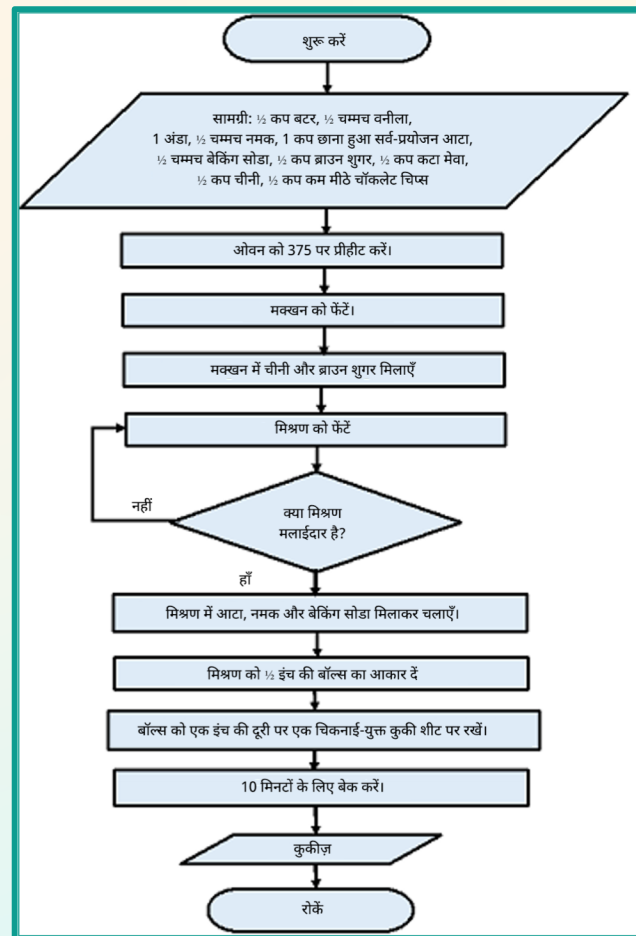 शुरू करें
सामग्री: ½ कप बटर, ½ चम्मच वनीला,
1 अंडा, ½ चम्मच नमक, 1 कप छाना हुआ सर्व-प्रयोजन आटा,
½ चम्मच बेकिंग सोडा, ½ कप ब्राउन शुगर, ½ कप कटा मेवा,
½ कप चीनी, ½ कप कम मीठे चॉकलेट चिप्स
ओवन को 375 पर प्रीहीट करें।
मक्खन को फेंटें।
मक्खन में चीनी और ब्राउन शुगर मिलाएँ
मिश्रण को फेंटें
नहीं
क्या मिश्रण
मलाईदार है?
हाँ
मिश्रण में आटा, नमक और बेकिंग सोडा मिलाकर चलाएँ।
मिश्रण को ½ इंच की बॉल्स का आकार दें
बॉल्स को एक इंच की दूरी पर एक चिकनाई-युक्त कुकी शीट पर रखें।
10 मिनटों के लिए बेक करें।
कुकीज़
रोकें